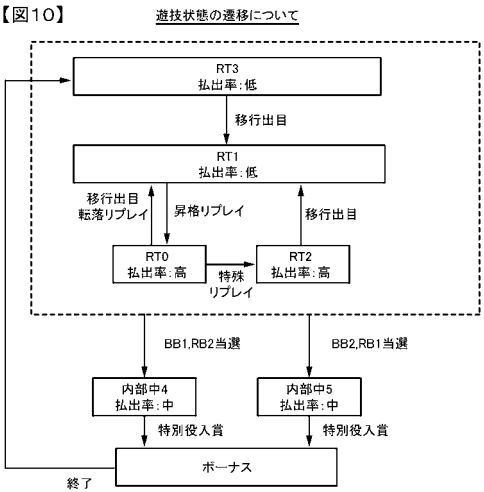 【図10】
遊技状態の遷移について
RT3
払出率:低
移行出目
RT1
払出率:低
移行出目
転落リプレイ
昇格リプレイ
移行出目
RT0
払出率:高
特殊
リプレイ
RT2
払出率:高
BB1,RB2当選
BB2,RB1当選
内部中4
払出率:中
内部中5
払出率:中
特別役入賞
特別役入賞
ボーナス
終了